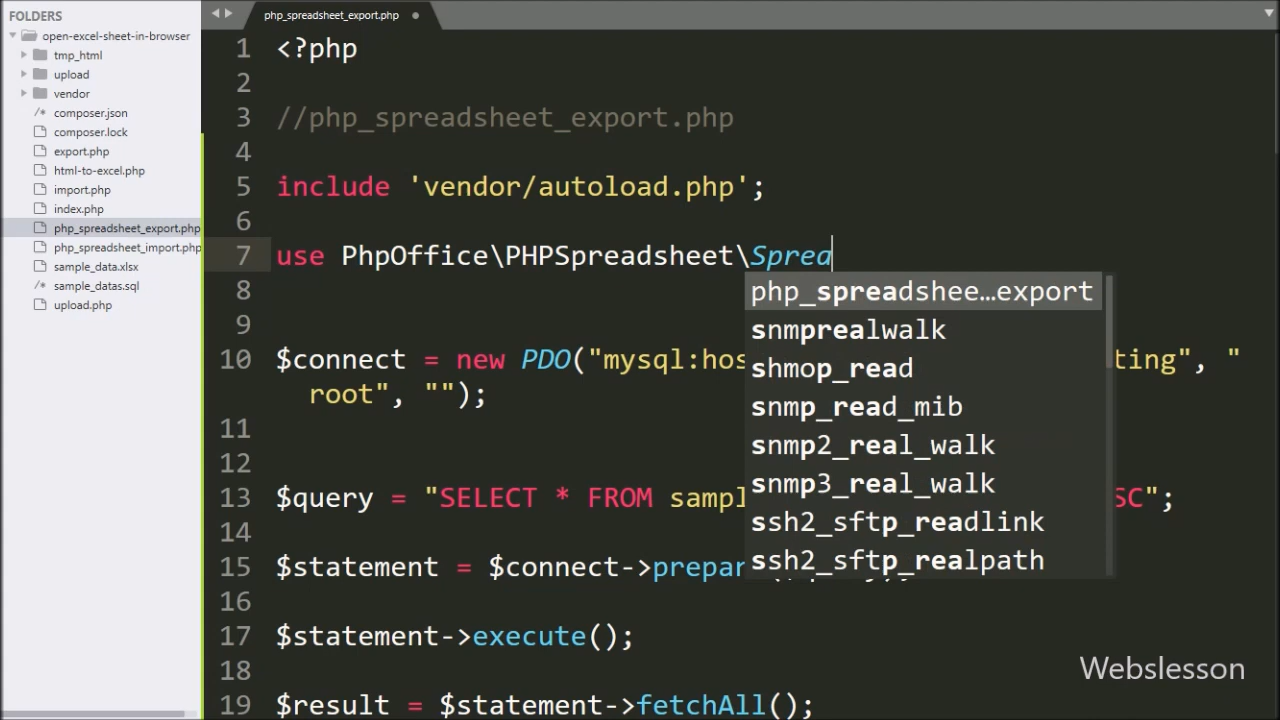 FOLDERS
open-excel-sheet-in-browser
tmp_html
upload
vendor
composer.json
composer.lock
export.php
html-to-excel.php
import.php
index.php
php_spreadsheet_export.php
php_spreadsheet_import.php
sample_data.xlsx
sample_datas.sql
upload.php
php_spreadsheet_export.php
1 <?php
2
3 //php_spreadsheet_export.php
4
5 include 'vendor/autoload.php';
6
7 use PhpOffice\PHPSpreadsheet\Sprea
8
9
10 $connect = new PDO("mysql:hos ting", "
root", "");
11
12
13 $query = "SELECT * FROM sampl SC";
14
15 $statement = $connect->prepar
16
17 $statement->execute();
18
19 $result = $statement->fetchAll();
php_spreadshee…export
snmprealwalk
shmop_read
snmp_read_mib
snmp2_real_walk
snmp3_real_walk
ssh2_sftp_readlink
ssh2_sftp_realpath
Webslesson